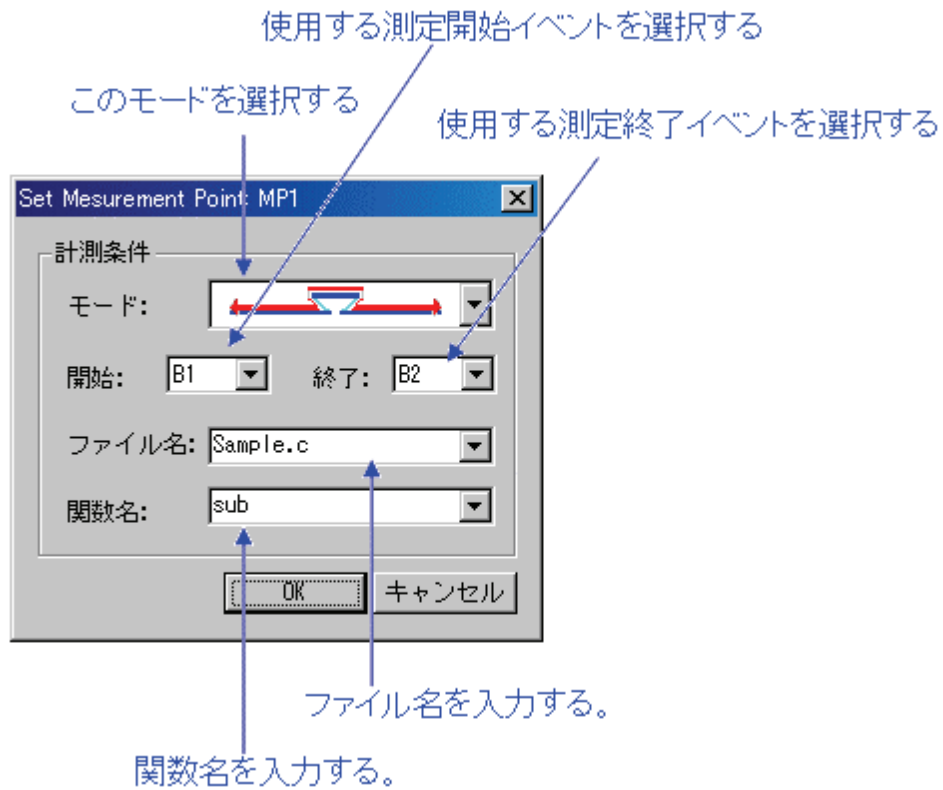 使用する測定開始イベントを選択する
このモードを選択する
使用する測定終了イベントを選択する
Set Mesurement Point: MP1
計測条件
モード:
開始: B1 終了: B2
ファイル名: Sample.c
関数名: sub
OK キャンセル
ファイル名を入力する。
関数名を入力する。